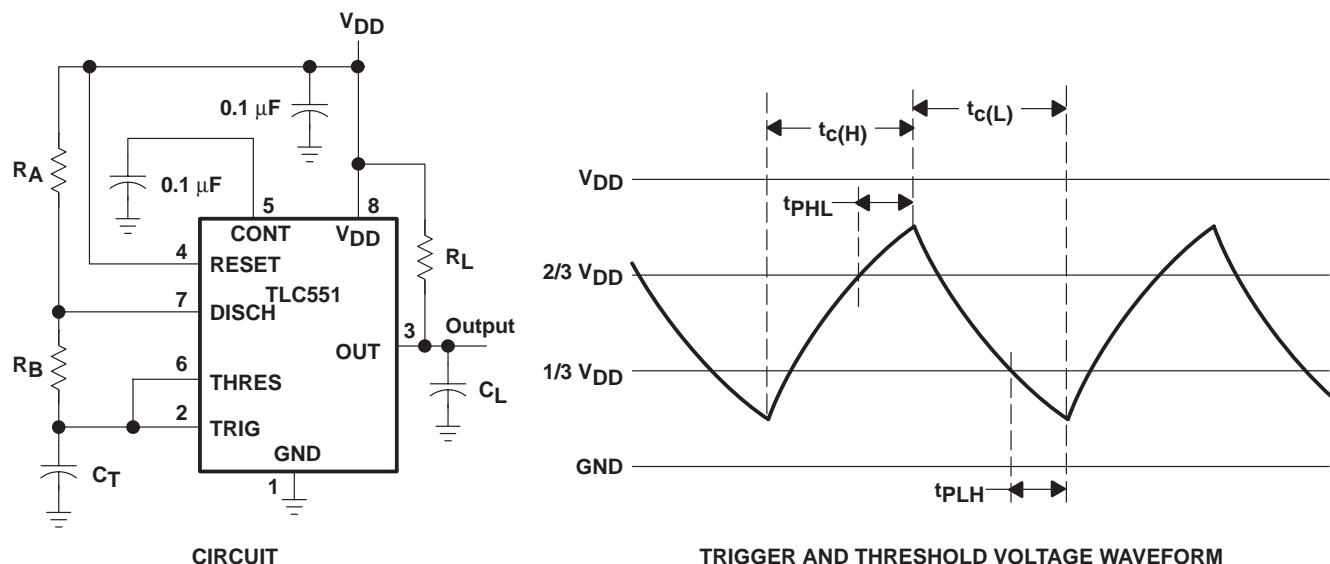 VDD
0.1 μF
0.1 μF
RA
5
8
CONT
VDD
4
RESET
RL
TLC551
7
DISCH
3
Output
RB
OUT
6
THRES
CL
2
TRIG
GND
CT
1
CIRCUIT
tc(H)
tc(L)
VDD
tPHL
2/3 VDD
1/3 VDD
GND
tPLH
TRIGGER AND THRESHOLD VOLTAGE WAVEFORM